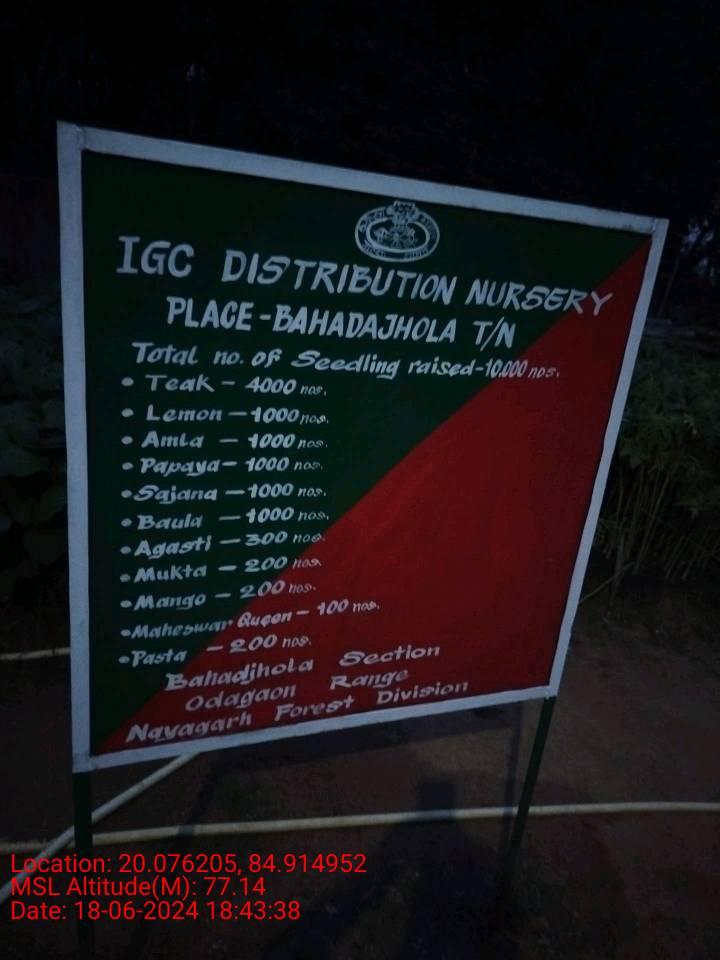 IGC DISTRIBUTION NURSERY
PLACE-BAHADAJHOLA T/N
Total no. of Seedling raised-10,000 nos.
• Teak - 4000 nos.
• Lemon - 1000 nos.
• Amla - 1000 nos.
• Papaya - 1000 nos.
• Sajana - 1000 nos.
• Baula - 1000 nos.
• Agasti - 300 nos.
• Mukta - 200 nos.
• Mango - 200 nos.
• Maheswar Queen - 100 nos.
• Pasta - 200 nos.
Bahadjhola Section
Odagaon Range
Nayagarh Forest Division
Location: 20.076205, 84.914952
MSL Altitude(M): 77.14
Date: 18-06-2024 18:43:38